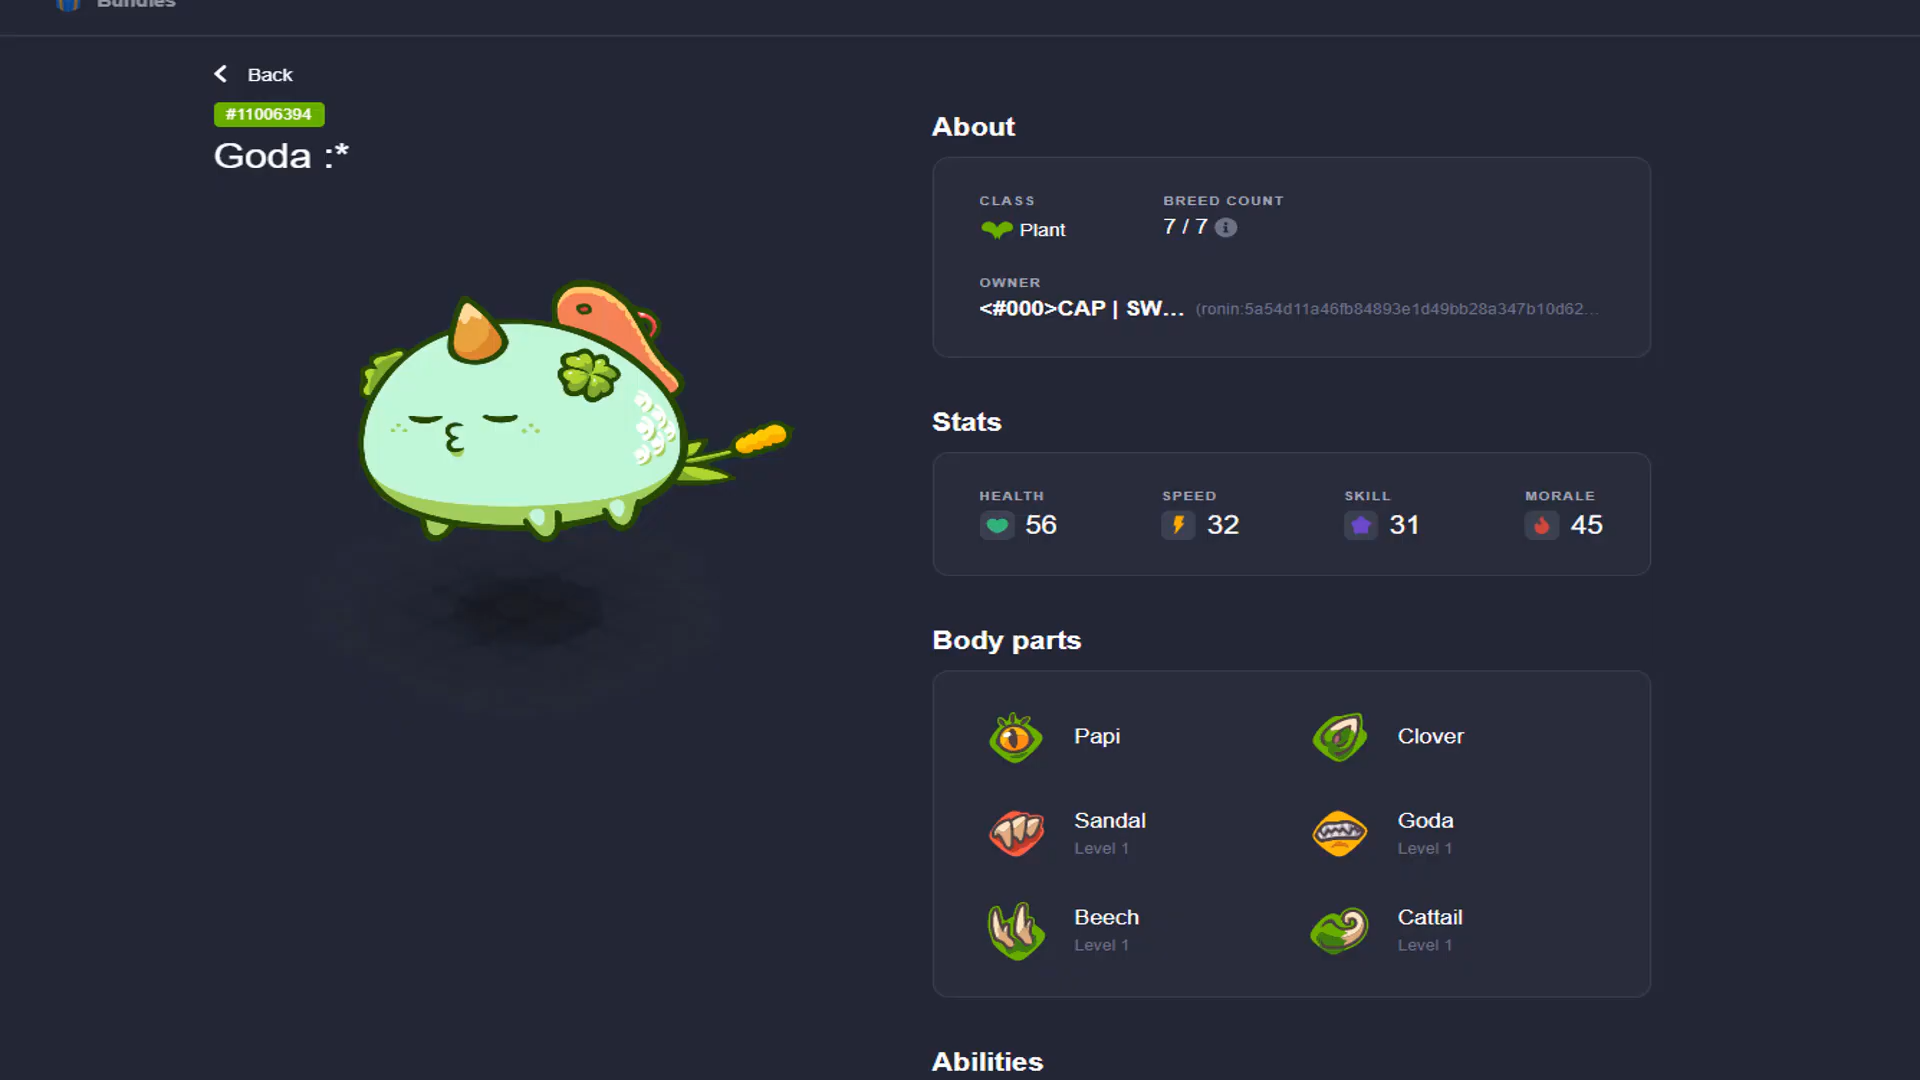 Bundles
Back
#11006394
Goda :*
About
CLASS
Plant
BREED COUNT
7 / 7
OWNER
<#000>CAP | SW... (ronin:5a54d11a46fb84893e1d49bb28a347b10d62...
Stats
HEALTH
56
SPEED
32
SKILL
31
MORALE
45
Body parts
Papi
Clover
Sandal
Level 1
Goda
Level 1
Beech
Level 1
Cattail
Level 1
Abilities